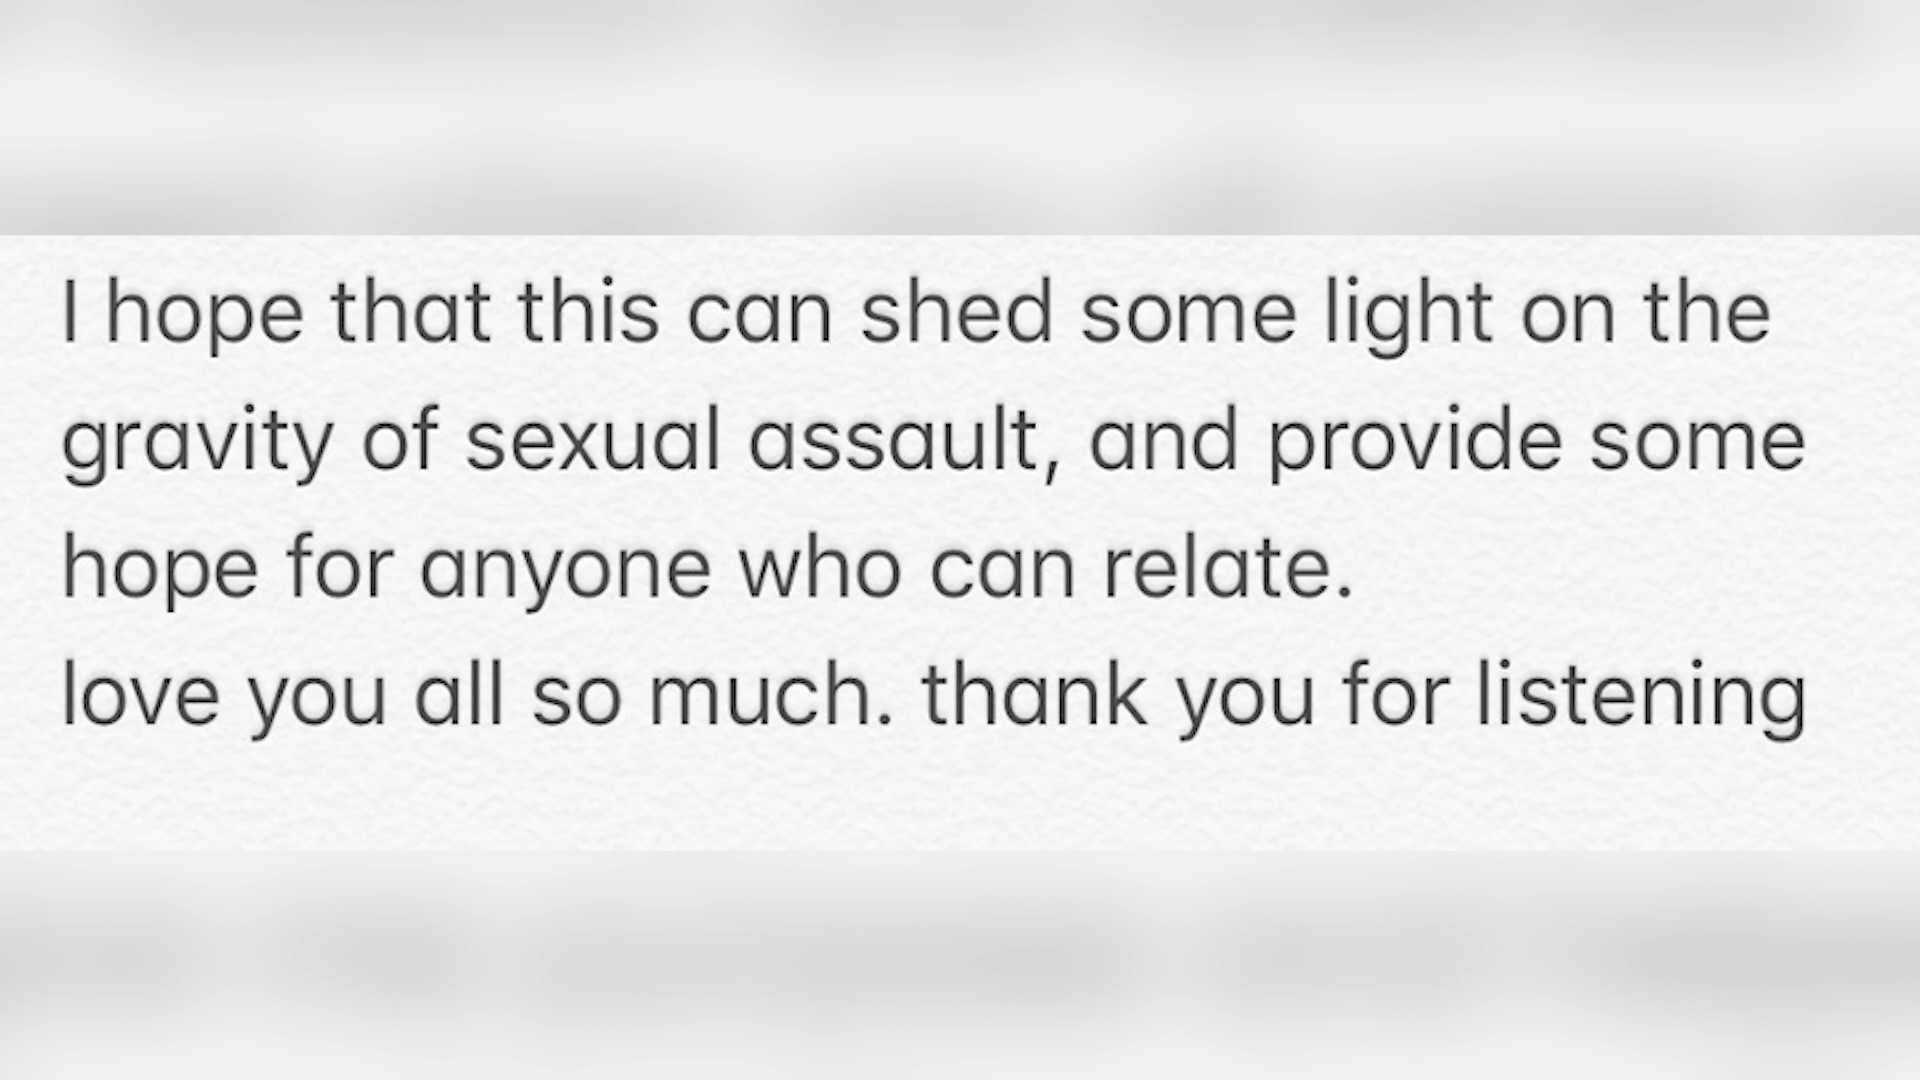 I hope that this can shed some light on the
gravity of sexual assault, and provide some
hope for anyone who can relate.
love you all so much. thank you for listening